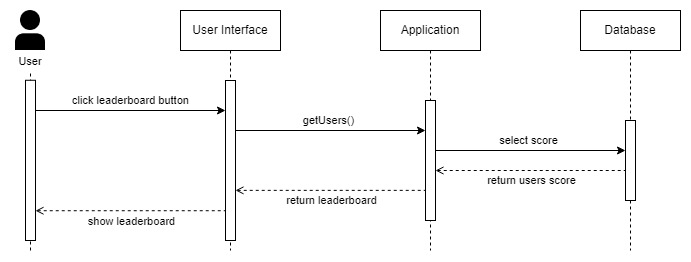 User Interface
Application
Database
User
click leaderboard button
getUsers()
select score
return users score
return leaderboard
show leaderboard